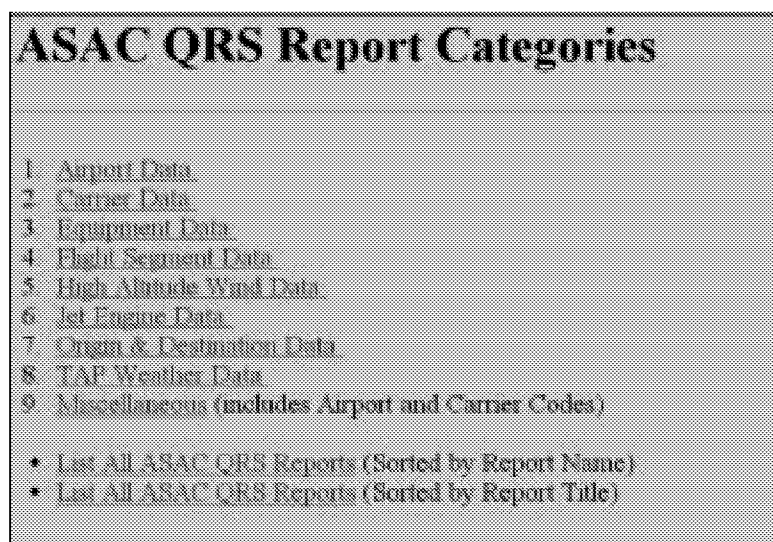 ASAC QRS Report Categories
1. Airport Data
2. Carrier Data
3. Equipment Data
4. Flight Segment Data
5. High Altitude Wind Data
6. Jet Engine Data
7. Origin & Destination Data
8. TAP Weather Data
9. Miscellaneous (includes Airport and Carrier Codes)
• List All ASAC QRS Reports (Sorted by Report Name)
• List All ASAC QRS Reports (Sorted by Report Title)